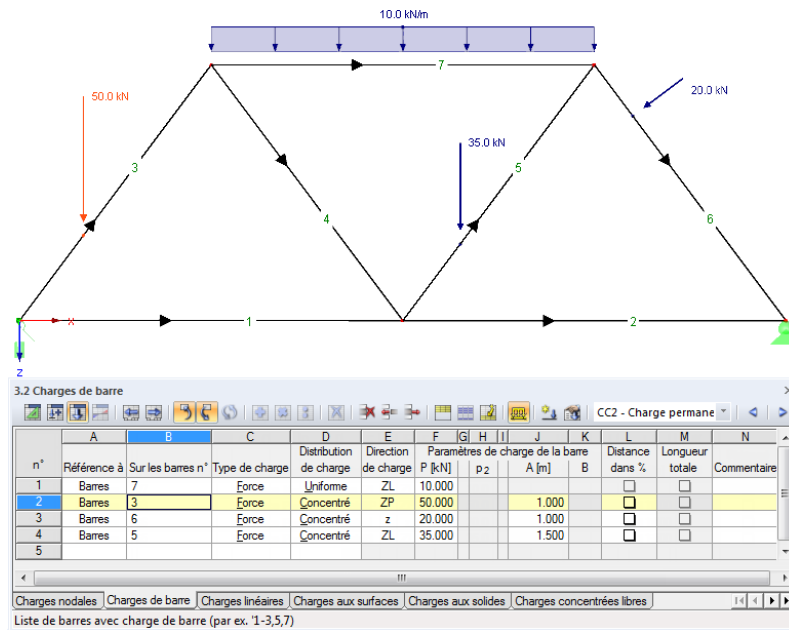 10.0 kN/m
7
50.0 kN
20.0 kN
35.0 kN
3
5
4
6
X
1
2
Z
3.2 Charges de barre
CC2 - Charge permane
A B C D E F G H I J K L M N
n° Référence à Sur les barres n° Type de charge Distribution de charge Direction de charge Paramètres de charge de la barre P [kN] p 2 A [m] B Distance dans % Longueur totale Commentaire
1 Barres 7 Force Uniforme ZL 10.000
2 Barres 3 Force Concentré ZP 50.000 1.000
3 Barres 6 Force Concentré z 20.000 1.000
4 Barres 5 Force Concentré ZL 35.000 1.500
5
Charges nodales Charges de barre Charges linéaires Charges aux surfaces Charges aux solides Charges concentrées libres
Liste de barres avec charge de barre (par ex. '1-3,5,7)